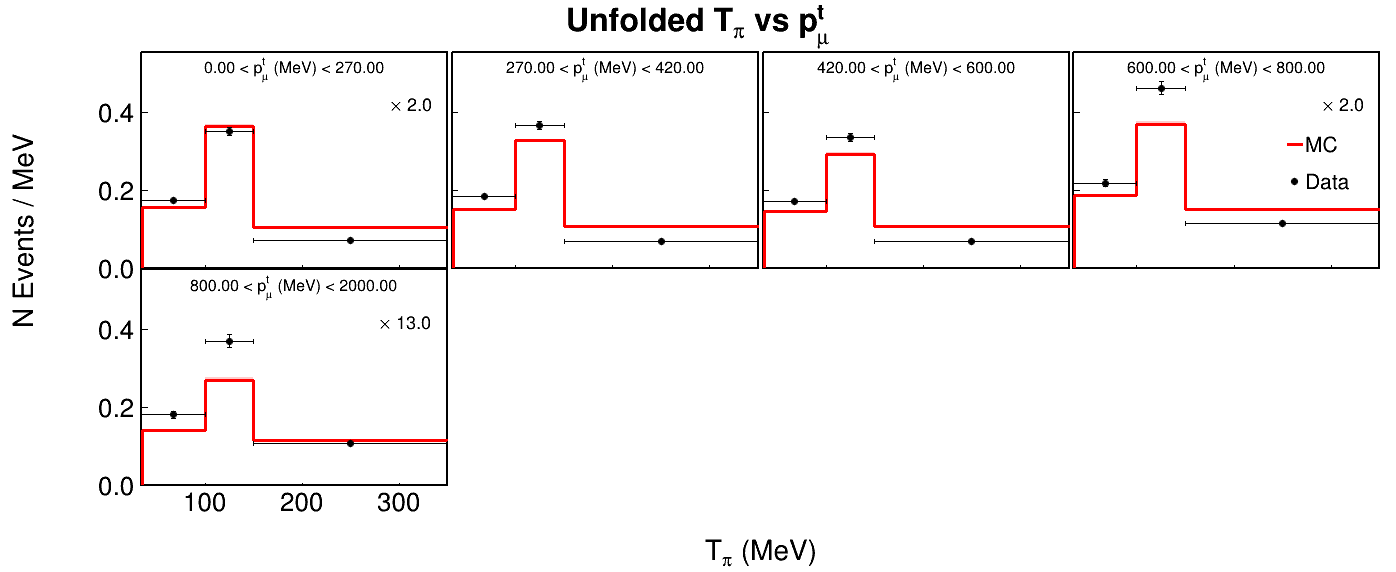 Unfolded T_π vs p^t_μ
N Events / MeV
0.00 < p^t_μ (MeV) < 270.00
× 2.0
270.00 < p^t_μ (MeV) < 420.00
420.00 < p^t_μ (MeV) < 600.00
600.00 < p^t_μ (MeV) < 800.00
× 2.0
MC
Data
0.4
0.2
0.0
800.00 < p^t_μ (MeV) < 2000.00
× 13.0
0.4
0.2
0.0
100 200 300
T_π (MeV)